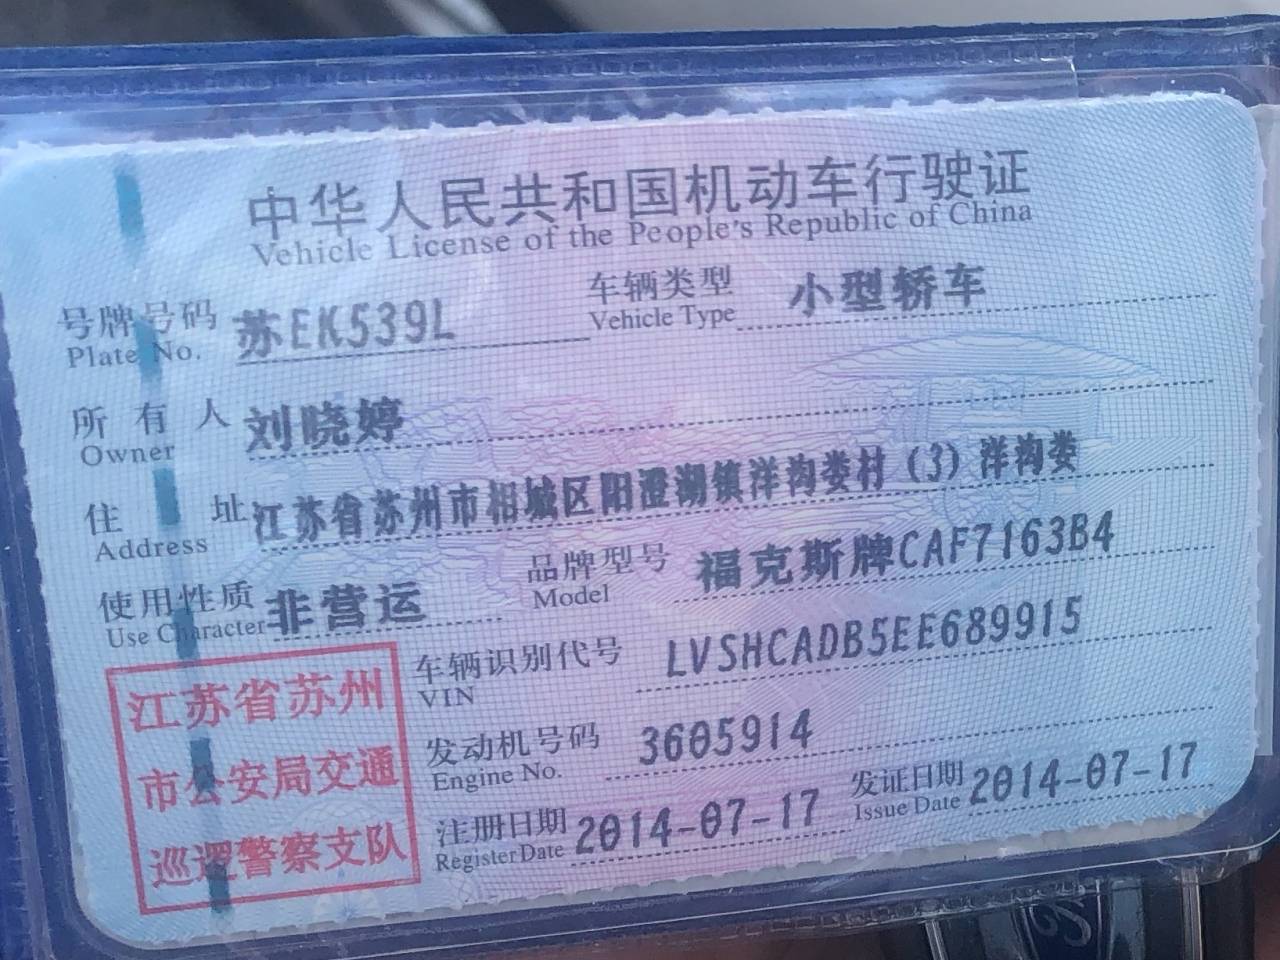 中华人民共和国机动车行驶证
Vehicle License of the People's Republic of China
号牌号码 苏EK539L 车辆类型 小型轿车
Plate No. Vehicle Type
所有人 刘晓婷
Owner
住址 江苏省苏州市相城区阳澄湖镇洋沟娄村（3）洋沟娄
Address
使用性质 非营运 品牌型号 福克斯牌CAF7163B4
Use Character Model
车辆识别代号 LVSHCADB5EE689915
VIN
发动机号码 3605914
Engine No.
注册日期 2014-07-17 发证日期 2014-07-17
Register Date Issue Date
江苏省苏州
市公安局交通
巡逻警察支队